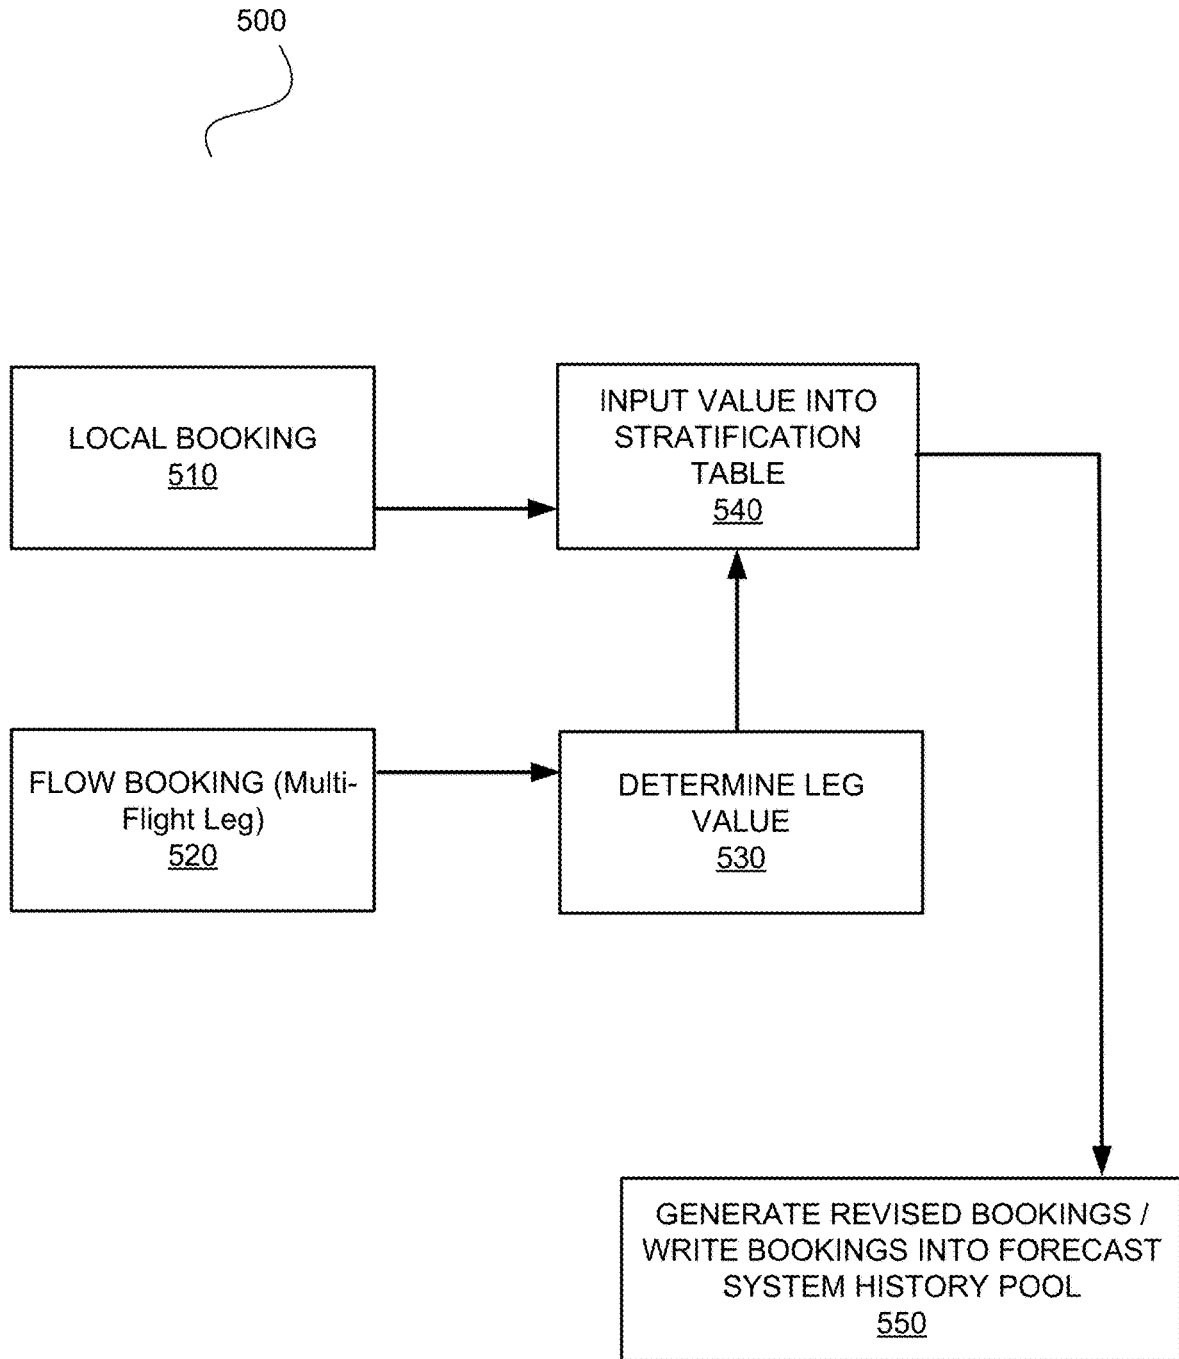 500
LOCAL BOOKING
510
INPUT VALUE INTO
STRATIFICATION
TABLE
540
FLOW BOOKING (Multi-
Flight Leg)
520
DETERMINE LEG
VALUE
530
GENERATE REVISED BOOKINGS /
WRITE BOOKINGS INTO FORECAST
SYSTEM HISTORY POOL
550